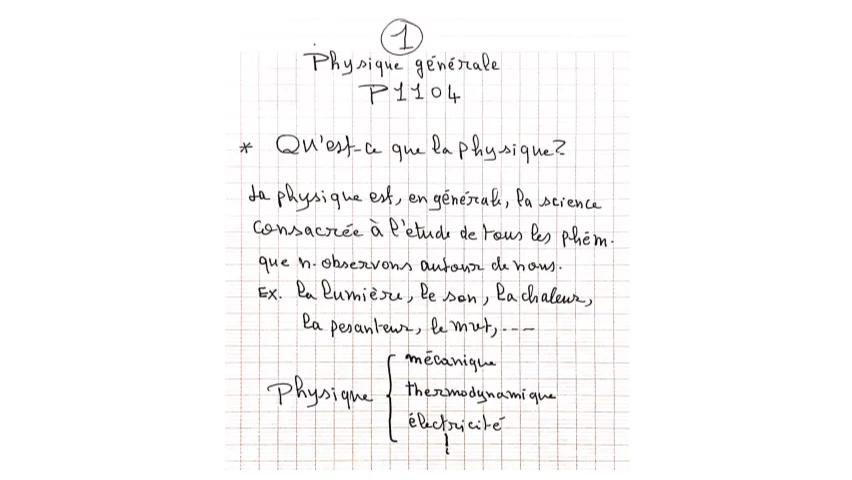 1
Physique générale
P1104
* Qu'est-ce que la physique?
La physique est, en générale, la science
consacrée à l'étude de tous les phém.
que n. observons autour de nous.
Ex. la lumière, le son, la chaleur,
la pesanteur, le mvt, ----
Physique { mécanique
thermodynamique
électricité